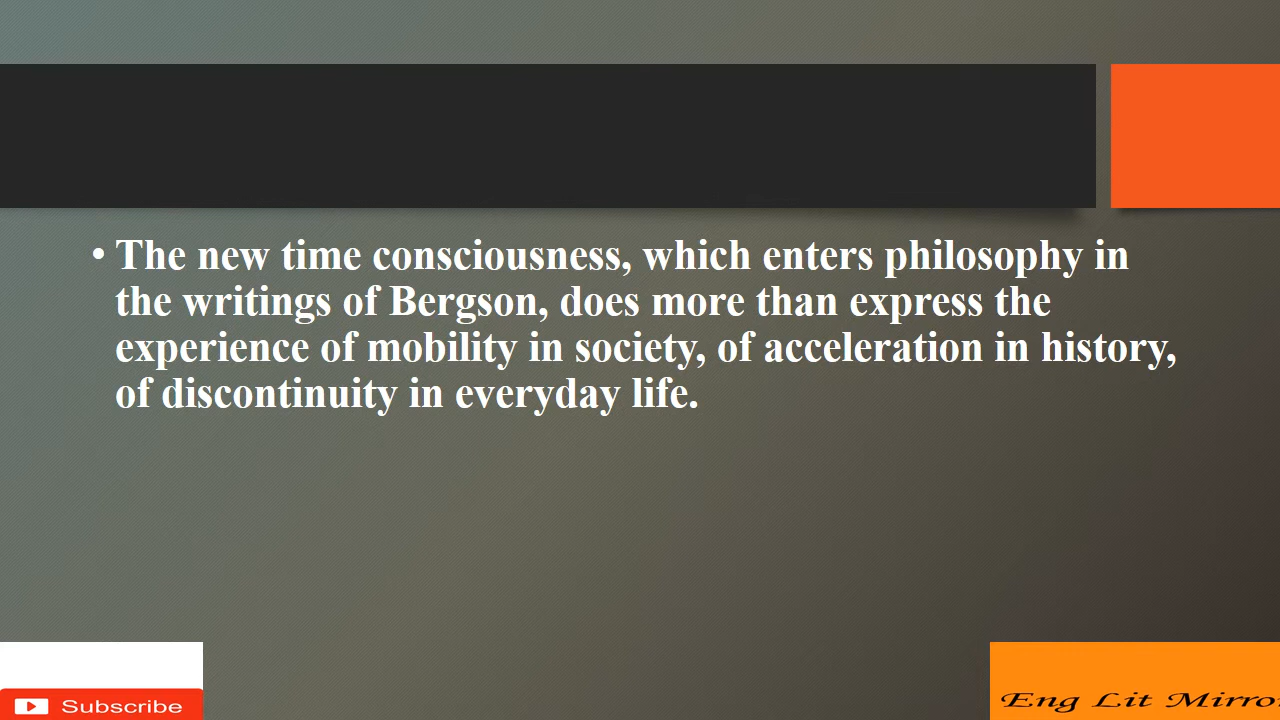 • The new time consciousness, which enters philosophy in
the writings of Bergson, does more than express the
experience of mobility in society, of acceleration in history,
of discontinuity in everyday life.
Subscribe
Eng Lit Mirro